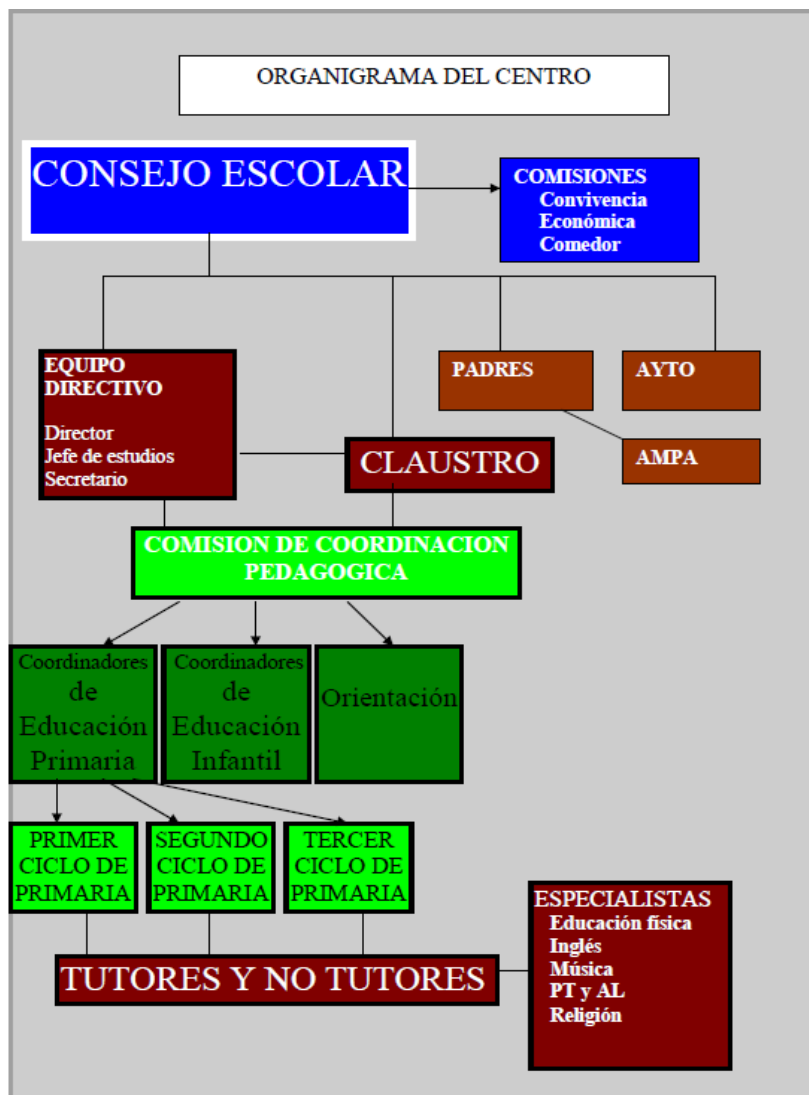 ORGANIGRAMA DEL CENTRO
CONSEJO ESCOLAR
COMISIONES
Convivencia
Económica
Comedor
EQUIPO
DIRECTIVO
Director
Jefe de estudios
Secretario
PADRES
AYTO
CLAUSTRO
AMPA
COMISION DE COORDINACION
PEDAGOGICA
Coordinadores
de
Educación
Primaria
Coordinadores
de
Educación
Infantil
Orientación
PRIMER
CICLO DE
PRIMARIA
SEGUNDO
CICLO DE
PRIMARIA
TERCER
CICLO DE
PRIMARIA
TUTORES Y NO TUTORES
ESPECIALISTAS
Educación física
Inglés
Música
PT y AL
Religión